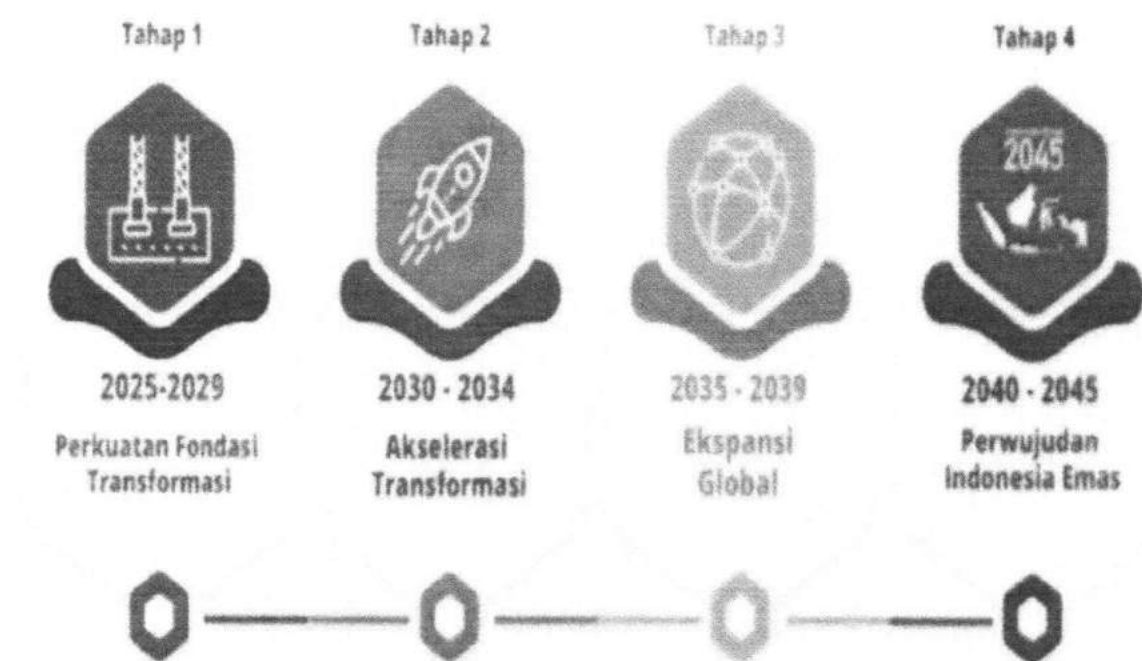 Tahap 1
Tahap 2
Tahap 3
Tahap 4
2045
2025-2029
2030 - 2034
2035 - 2039
2040 - 2045
Perkuatan Fondasi
Transformasi
Akselerasi
Transformasi
Ekspansi
Global
Perwujudan
Indonesia Emas